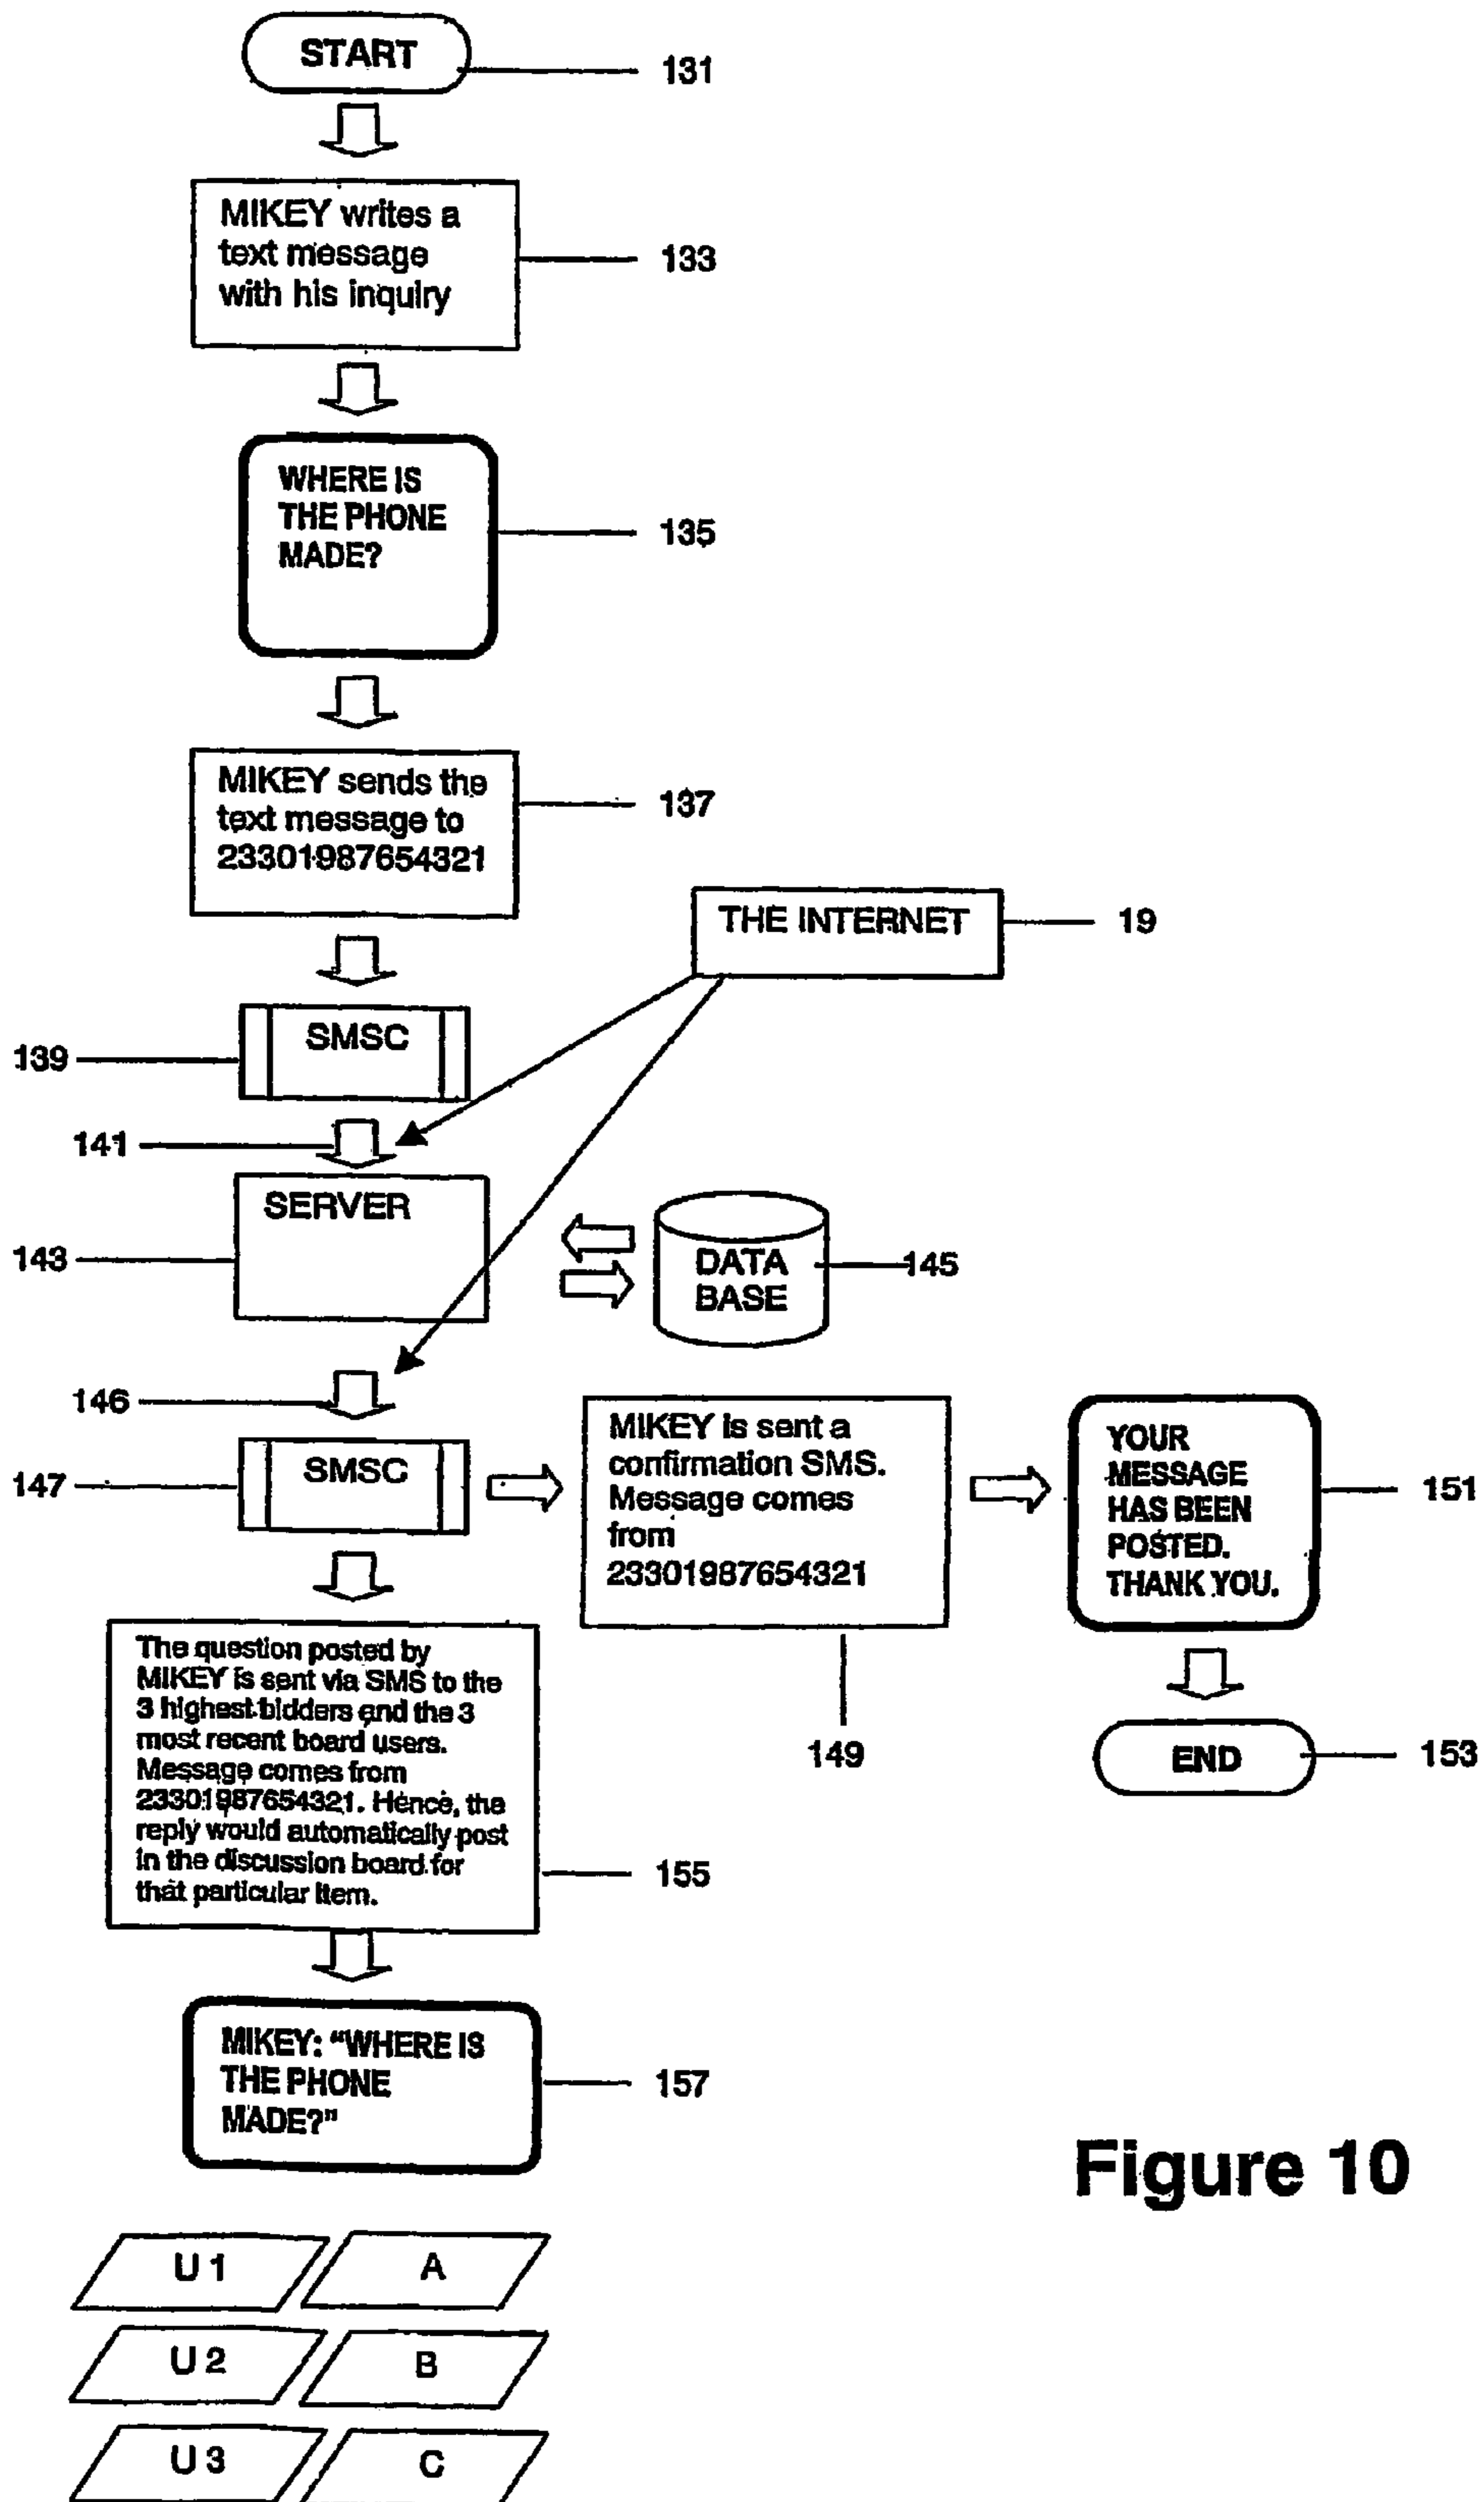 START
131
MIKEY writes a
text message
with his inquiry
133
WHERE IS
THE PHONE
MADE?
135
MIKEY sends the
text message to
23301987654321
137
THE INTERNET
19
SMSC
139
141
SERVER
143
DATA
BASE
145
146
SMSC
147
MIKEY is sent a
confirmation SMS.
Message comes
from
23301987654321
149
YOUR
MESSAGE
HAS BEEN
POSTED.
THANK YOU.
151
END
153
The question posted by
MIKEY is sent via SMS to the
3 highest bidders and the 3
most recent board users.
Message comes from
23301987654321. Hence, the
reply would automatically post
in the discussion board for
that particular item.
155
MIKEY: "WHERE IS
THE PHONE
MADE?"
157
Figure 10
U 1
A
U 2
B
U 3
C